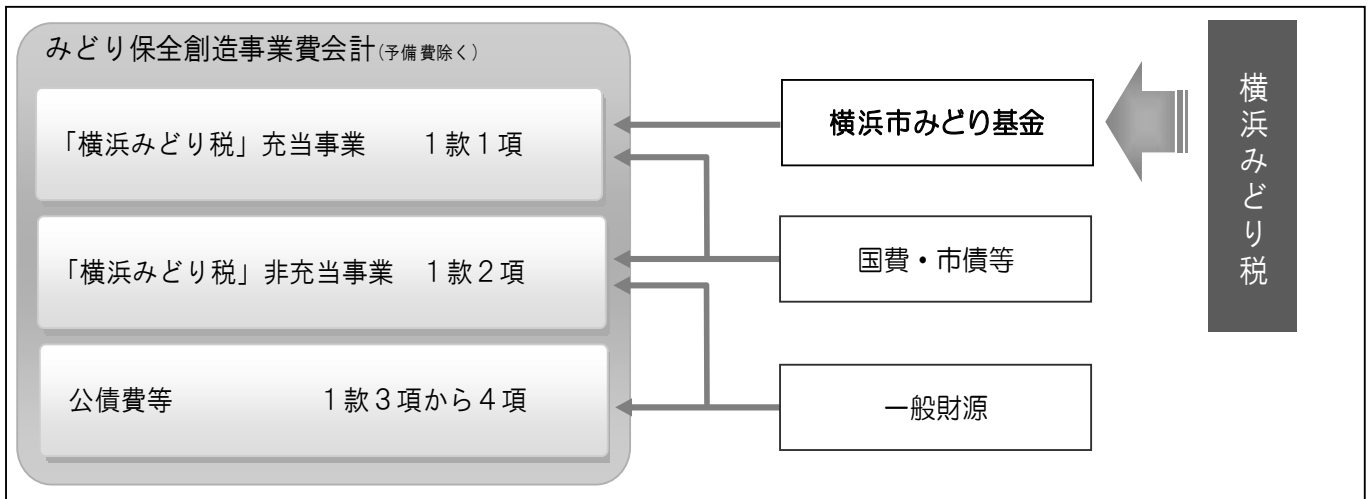 みどり保全創造事業費会計(予備費除く)
「横浜みどり税」充当事業　　１款１項
「横浜みどり税」非充当事業　１款２項
公債費等　　　　　１款３項から４項
横浜市みどり基金
国費・市債等
一般財源
横浜みどり税